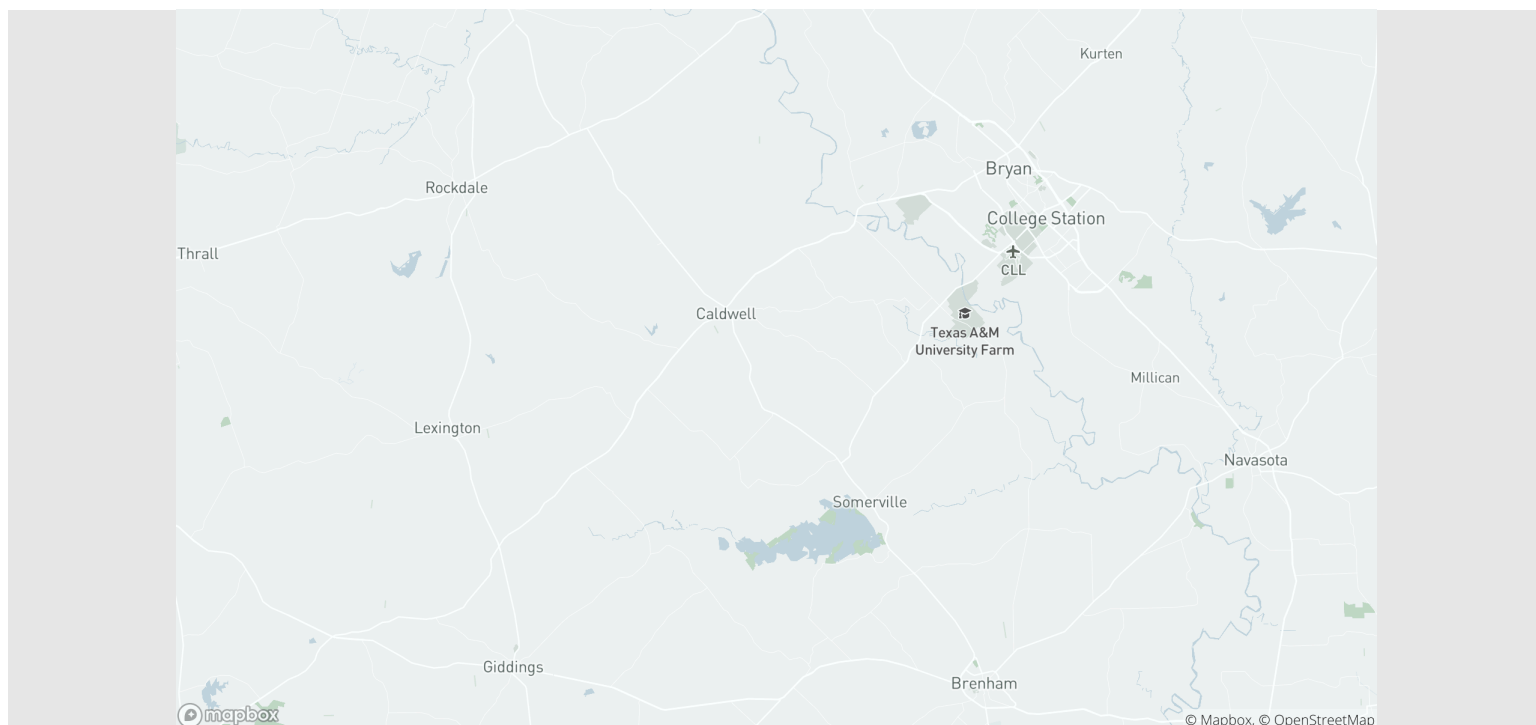 Kurten
Bryan
Rockdale
College Station
Thrall
CLL
Caldwell
Texas A&M
University Farm
Millican
Lexington
Navasota
Somerville
Giddings
Brenham
mapbox
© Mapbox, © OpenStreetMap